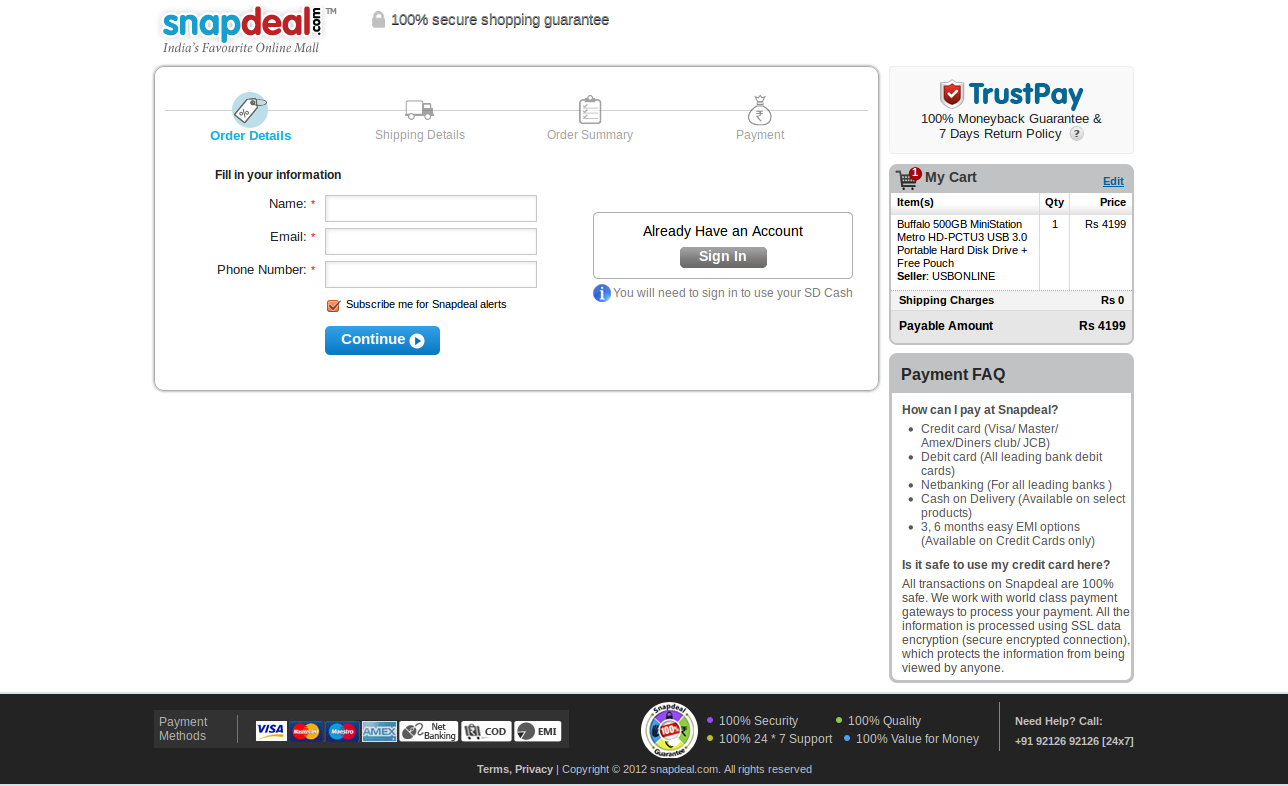 snapdeal.com TM
India's Favourite Online Mall
100% secure shopping guarantee
Order Details
Shipping Details
Order Summary
Payment
Fill in your information
Name: *
Email: *
Phone Number: *
Subscribe me for Snapdeal alerts
Continue
Already Have an Account
Sign In
You will need to sign in to use your SD Cash
TrustPay
100% Moneyback Guarantee &
7 Days Return Policy ?
1 My Cart Edit
Item(s) Qty Price
Buffalo 500GB MiniStation 1 Rs 4199
Metro HD-PCTU3 USB 3.0
Portable Hard Disk Drive +
Free Pouch
Seller: USBONLINE
Shipping Charges Rs 0
Payable Amount Rs 4199
Payment FAQ
How can I pay at Snapdeal?
Credit card (Visa/ Master/
Amex/Diners club/ JCB)
Debit card (All leading bank debit
cards)
Netbanking (For all leading banks )
Cash on Delivery (Available on select
products)
3, 6 months easy EMI options
(Available on Credit Cards only)
Is it safe to use my credit card here?
All transactions on Snapdeal are 100%
safe. We work with world class payment
gateways to process your payment. All the
information is processed using SSL data
encryption (secure encrypted connection),
which protects the information from being
viewed by anyone.
Payment
Methods
VISA
MasterCard
Maestro
AMEX
Net
Banking
COD
EMI
Snapdeal.com
100%
Guarantee
100% Security
100% Quality
100% 24 * 7 Support
100% Value for Money
Need Help? Call:
+91 92126 92126 [24x7]
Terms, Privacy | Copyright © 2012 snapdeal.com. All rights reserved